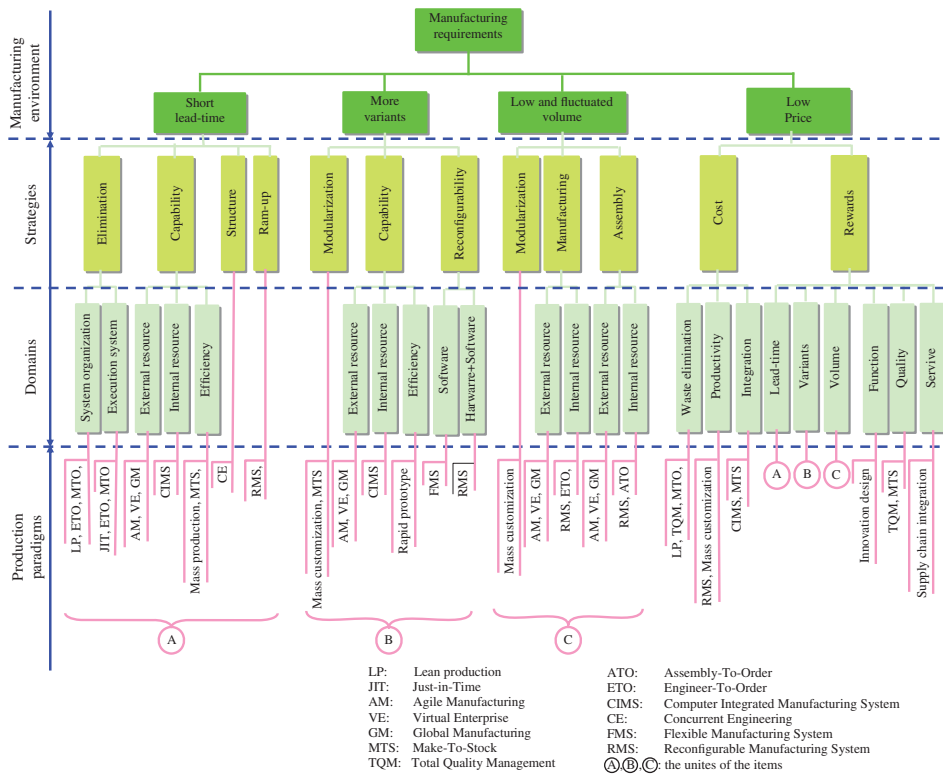 Manufacturing
requirements
Manufacturing
environment
Short
lead-time
More
variants
Low and fluctuated
volume
Low
Price
Strategies
Elimination
Capability
Structure
Ram-up
Modularization
Capability
Reconfigurability
Modularization
Manufacturing
Assembly
Cost
Rewards
Domains
System organization
Execution system
External resource
Internal resource
Efficiency
External resource
Internal resource
Efficiency
Software
Harwarre+Software
External resource
Internal resource
External resource
Internal resource
Waste elimination
Productivity
Integration
Lead-time
Variants
Volume
Function
Quality
Servive
Production
paradigms
LP, ETO, MTO,
JIT, ETO, MTO
AM, VE, GM
CIMS
Mass production, MTS,
CE
RMS,
Mass customization, MTS
AM, VE, GM
CIMS
Rapid prototype
FMS
RMS
Mass customization
AM, VE, GM
RMS, ETO,
AM, VE, GM
RMS, ATO
LP, TQM, MTO,
RMS, Mass customization
CIMS, MTS
A
B
C
Innovation design
TQM, MTS
Supply chain integration
A
B
C
LP: Lean production
JIT: Just-in-Time
AM: Agile Manufacturing
VE: Virtual Enterprise
GM: Global Manufacturing
MTS: Make-To-Stock
TQM: Total Quality Management
ATO: Assembly-To-Order
ETO: Engineer-To-Order
CIMS: Computer Integrated Manufacturing System
CE: Concurrent Engineering
FMS: Flexible Manufacturing System
RMS: Reconfigurable Manufacturing System
A,B,C: the unites of the items